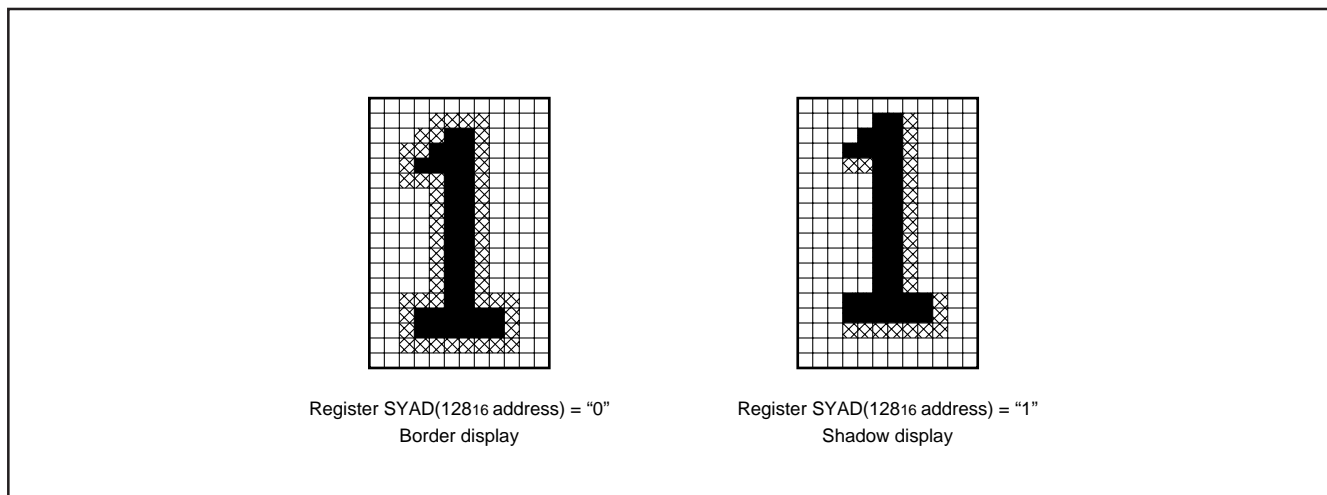 Register SYAD(12816 address) = “0”
Border display
Register SYAD(12816 address) = “1”
Shadow display